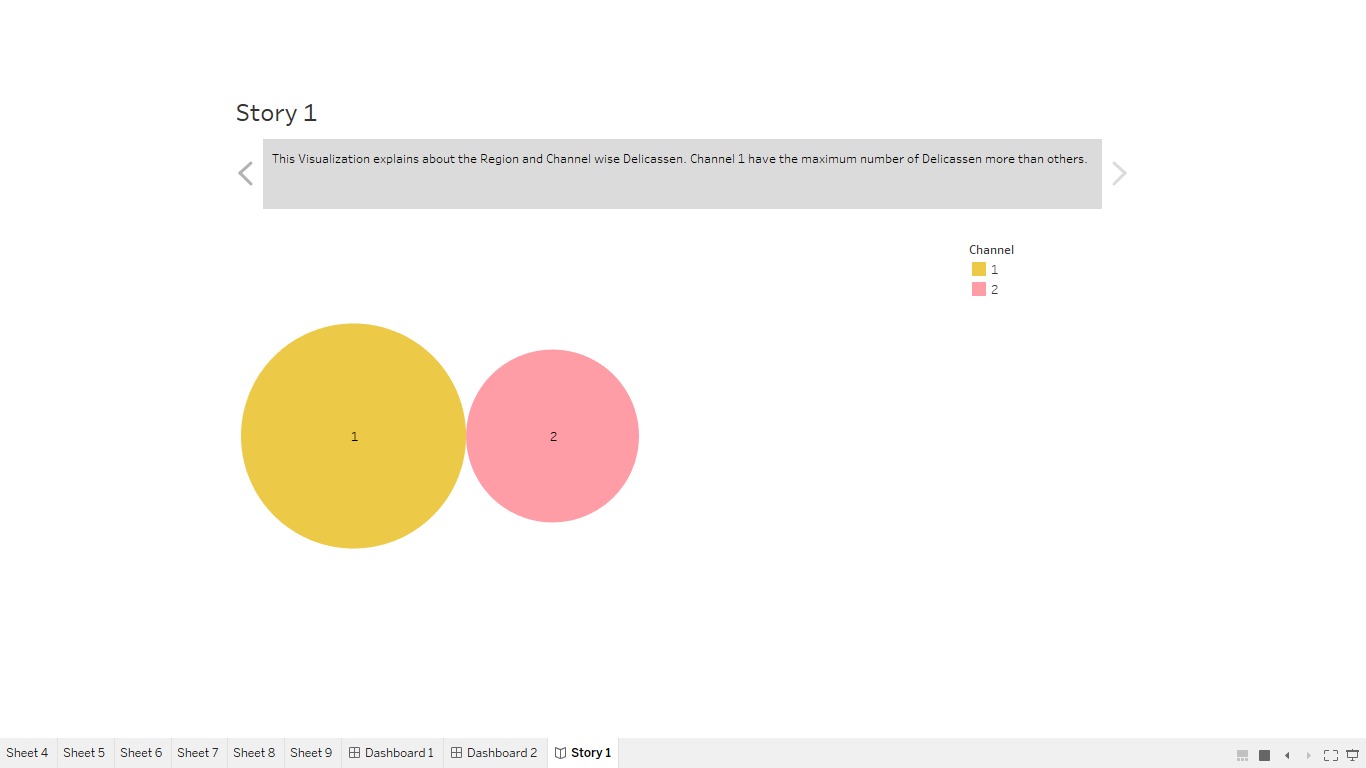 Story 1
This Visualization explains about the Region and Channel wise Delicassen. Channel 1 have the maximum number of Delicassen more than others.
Channel
1
2
1
2
Sheet 4 Sheet 5 Sheet 6 Sheet 7 Sheet 8 Sheet 9 Dashboard 1 Dashboard 2 Story 1